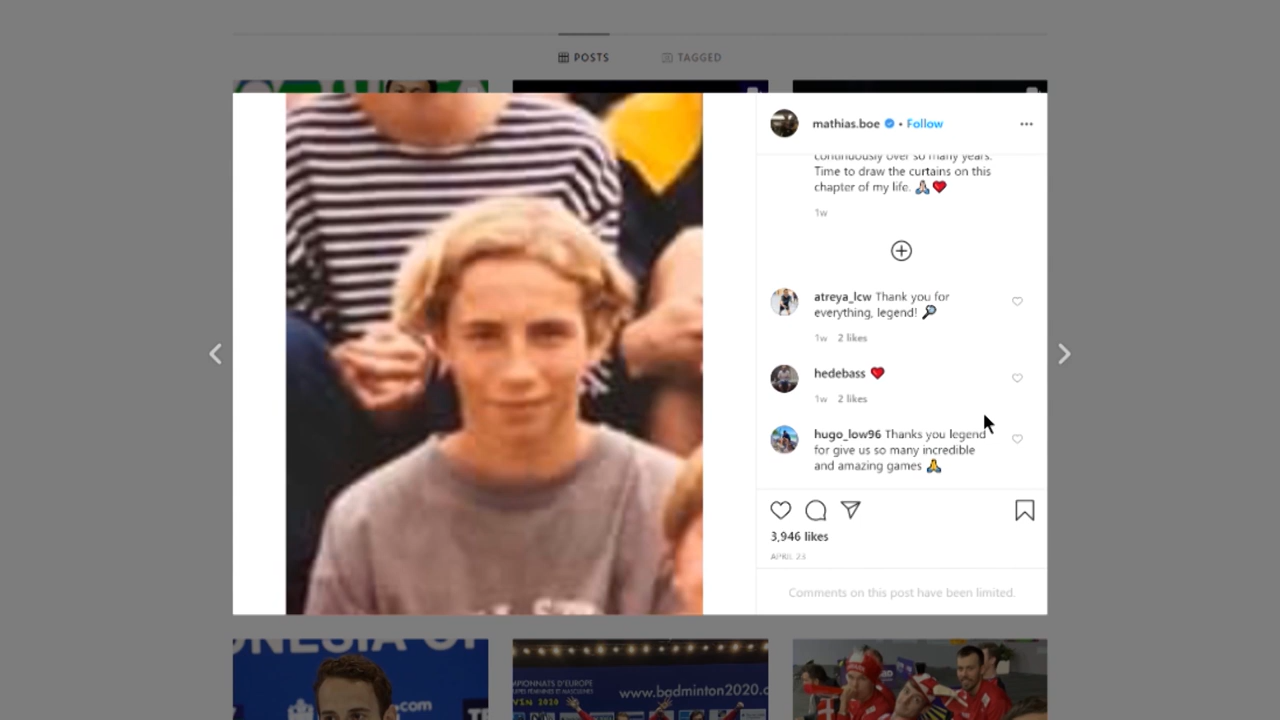 POSTS
TAGGED
mathias.boe • Follow
continuously over so many years.
Time to draw the curtains on this
chapter of my life. 🙏🏻❤️
1w
atreya_lcw Thank you for
everything, legend! 🔎
1w 2 likes
hedebass ❤️
1w 2 likes
hugo_low96 Thanks you legend
for give us so many incredible
and amazing games 🙏
3,946 likes
APRIL 23
Comments on this post have been limited.
.com
www.badminton2020.c